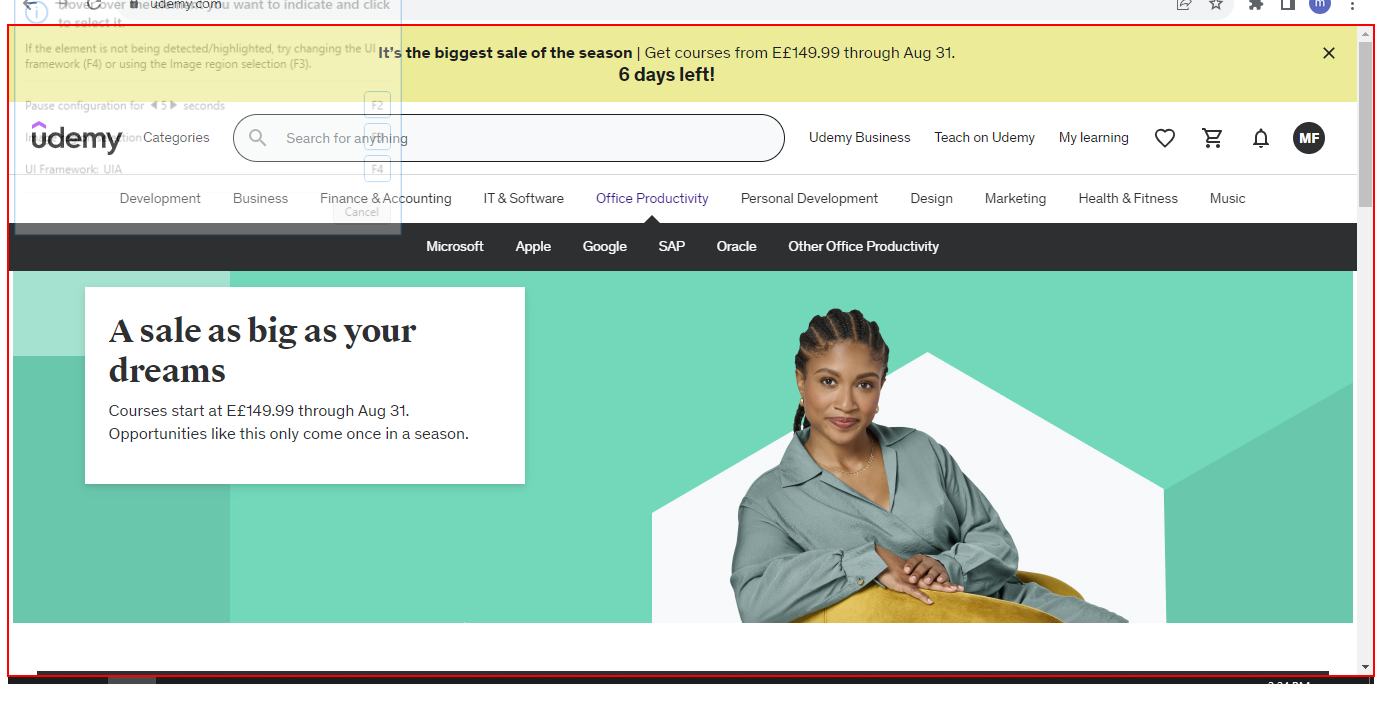 Hover over the element you want to indicate and click
udemy.com
m
to select it.
If the element is not being detected/highlighted, try changing the UI
framework (F4) or using the Image region selection (F3).
It's the biggest sale of the season | Get courses from E£149.99 through Aug 31.
6 days left!
Pause configuration for 5 seconds F2
udemy
Categories
Search for anything
Udemy Business
Teach on Udemy
My learning
MF
UI Framework: UIA F4
Development Business Finance & Accounting IT & Software Office Productivity Personal Development Design Marketing Health & Fitness Music
Cancel
Microsoft Apple Google SAP Oracle Other Office Productivity
A sale as big as your
dreams
Courses start at E£149.99 through Aug 31.
Opportunities like this only come once in a season.